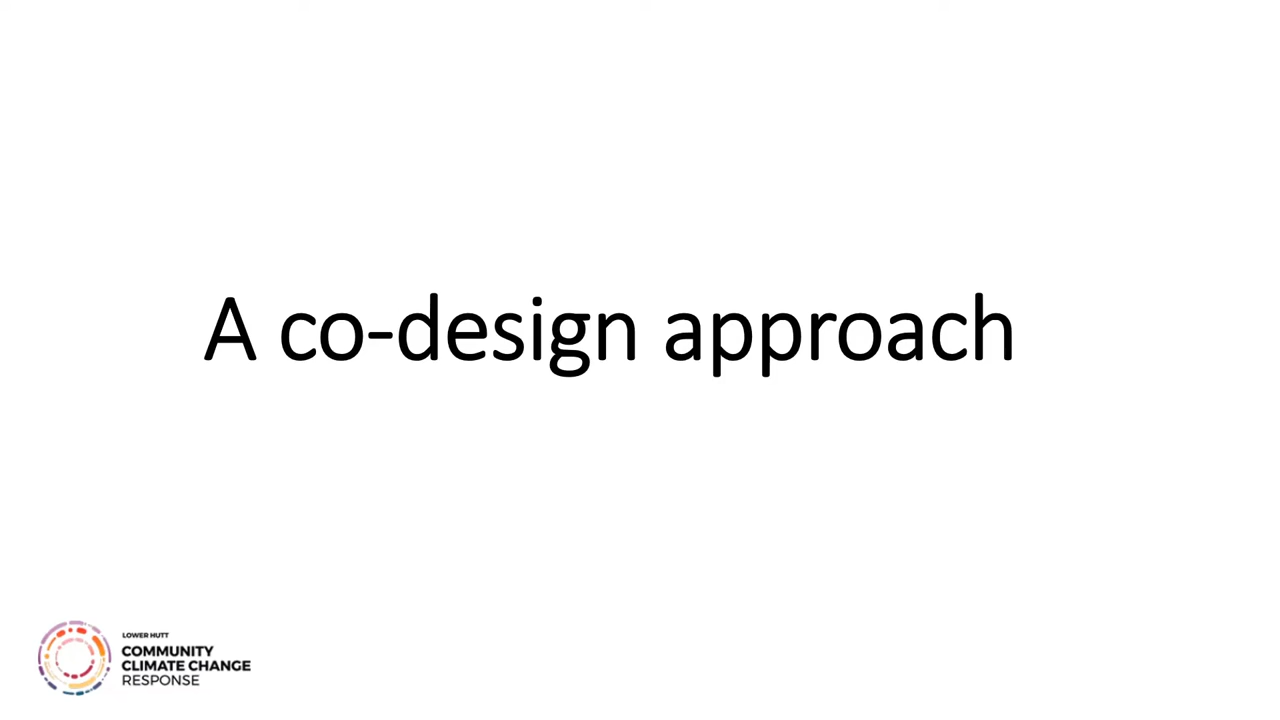 A co-design approach
LOWER HUTT
COMMUNITY
CLIMATE CHANGE
RESPONSE